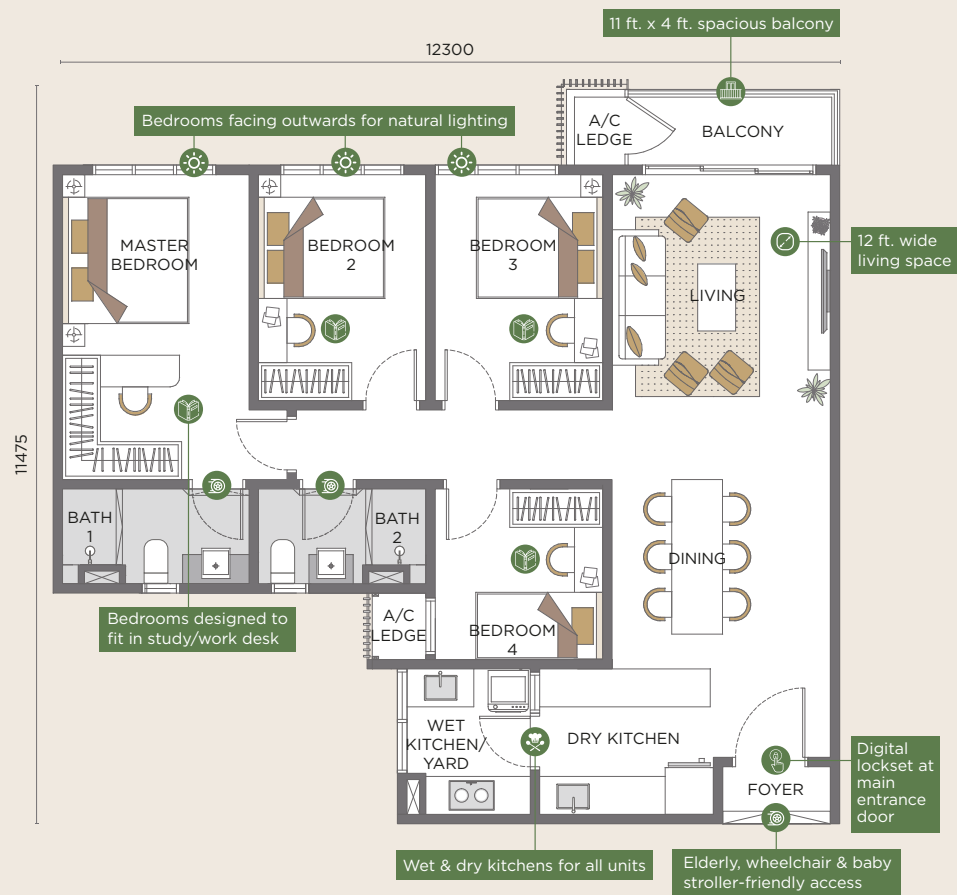 11 ft. x 4 ft. spacious balcony
12300
Bedrooms facing outwards for natural lighting
A/C
LEDGE
BALCONY
MASTER
BEDROOM
BEDROOM
2
BEDROOM
3
12 ft. wide
living space
LIVING
11475
BATH
1
BATH
2
DINING
Bedrooms designed to
fit in study/work desk
A/C
LEDGE
BEDROOM
4
WET
KITCHEN/
YARD
DRY KITCHEN
Digital
lockset at
main
entrance
door
FOYER
Wet & dry kitchens for all units
Elderly, wheelchair & baby
stroller-friendly access